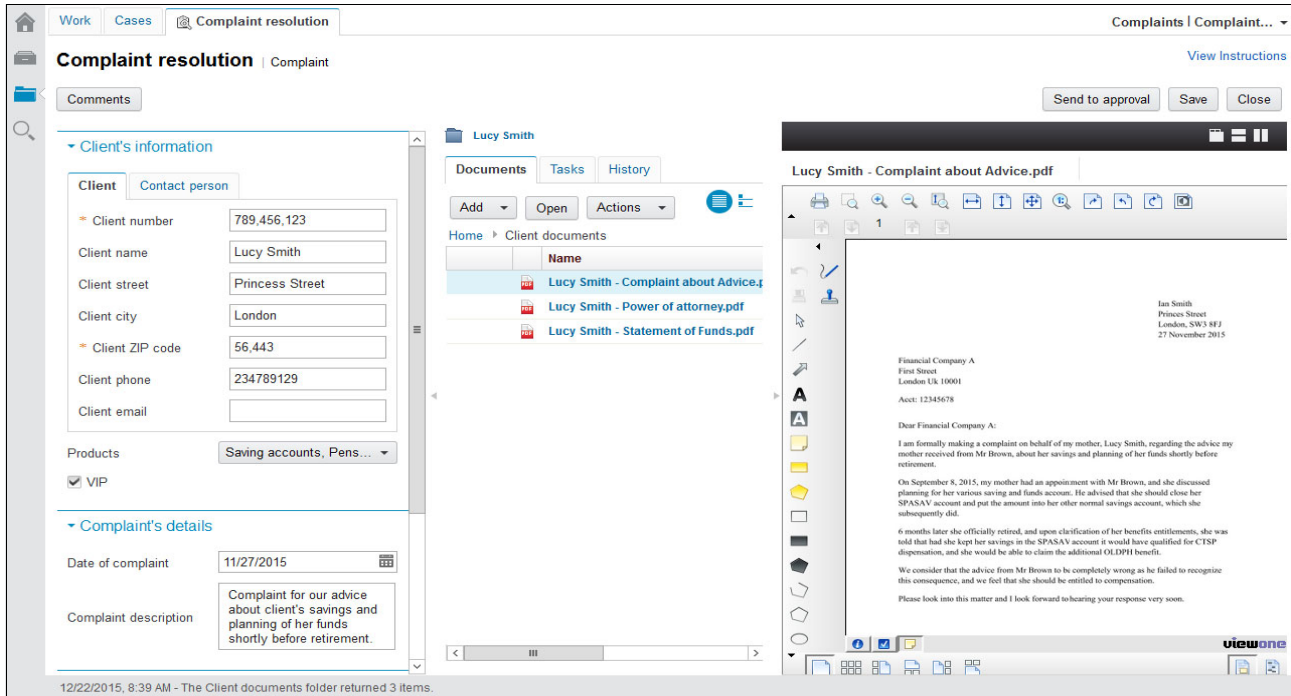 Work Cases Complaint resolution
Complaints | Complaint...
Complaint resolution | Complaint
View Instructions
Comments
Send to approval Save Close
Client's information
Client Contact person
* Client number 789,456,123
Client name Lucy Smith
Client street Princess Street
Client city London
* Client ZIP code 56,443
Client phone 234789129
Client email
Products Saving accounts, Pens...
VIP
Complaint's details
Date of complaint 11/27/2015
Complaint description
Complaint for our advice
about client's savings and
planning of her funds
shortly before retirement.
Lucy Smith
Documents Tasks History
Add Open Actions
Home Client documents
Name
PDF Lucy Smith - Complaint about Advice.p
PDF Lucy Smith - Power of attorney.pdf
PDF Lucy Smith - Statement of Funds.pdf
Lucy Smith - Complaint about Advice.pdf
1
A
A
Ian Smith
Princes Street
London, SW3 8FJ
27 November 2015
Financial Company A
First Street
London Uk 10001
Acct: 12345678
Dear Financial Company A:
I am formally making a complaint on behalf of my mother, Lucy Smith, regarding the advice my
mother received from Mr Brown, about her savings and planning of her funds shortly before
retirement.
On September 8, 2015, my mother had an appointment with Mr Brown, and she discussed
planning for her various saving and funds account. He advised that she should close her
SPASAV account and put the amount into her other normal savings account, which she
subsequently did.
6 months later she officially retired, and upon clarification of her benefits entitlements, she was
told that had she kept her savings in the SPASAV account it would have qualified for CTSP
dispensation, and she would be able to claim the additional OLDPH benefit.
We consider that the advice from Mr Brown to be completely wrong as he failed to recognize
this consequence, and we feel that she should be entitled to compensation.
Please look into this matter and I look forward to hearing your response very soon.
viewone
12/22/2015, 8:39 AM - The Client documents folder returned 3 items.